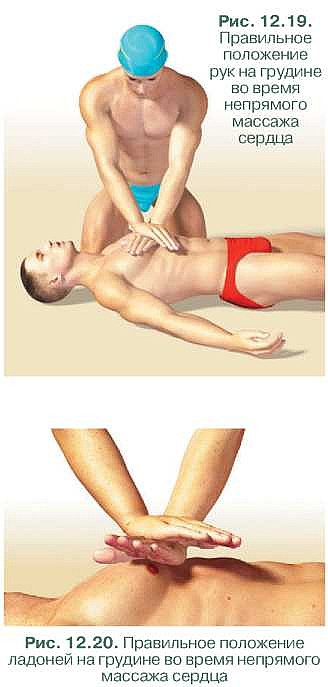 Рис. 12.19.
Правильное
положение
рук на грудине
во время
непрямого
массажа
сердца
Рис. 12.20. Правильное положение
ладоней на грудине во время непрямого
массажа сердца